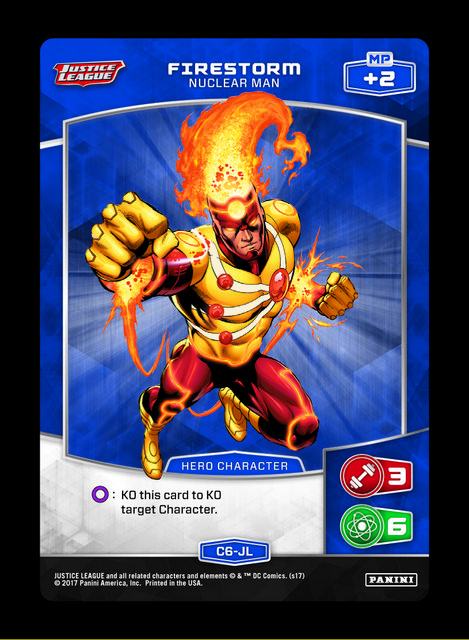 JUSTICE
LEAGUE
FIRESTORM
NUCLEAR MAN
MP
+2
HERO CHARACTER
: KO this card to KO
target Character.
3
6
C6-JL
JUSTICE LEAGUE and all related characters and elements © & ™ DC Comics. (s17)
© 2017 Panini America, Inc. Printed in the USA.
PANINI